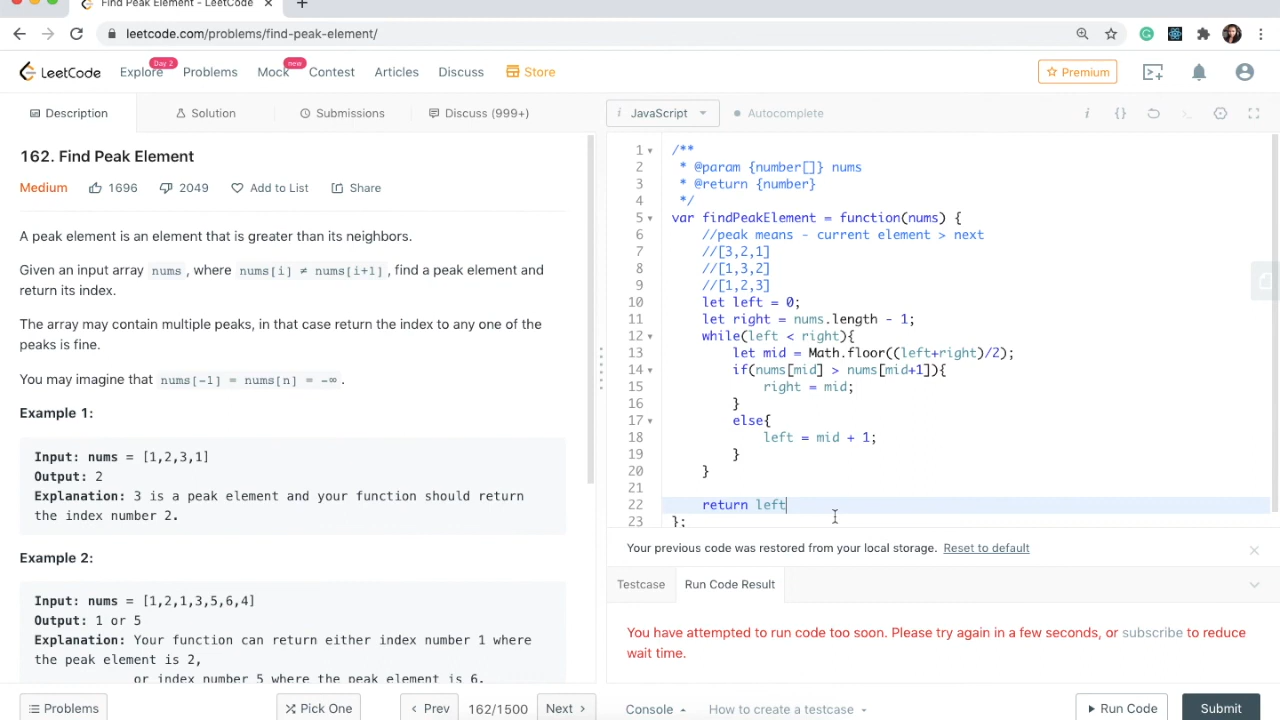 Find Peak Element - LeetCode
leetcode.com/problems/find-peak-element/
LeetCode
Explore
Day 2
Problems
Mock
new
Contest
Articles
Discuss
Store
Premium
Description
Solution
Submissions
Discuss (999+)
i JavaScript
Autocomplete
162. Find Peak Element
Medium
1696
2049
Add to List
Share
A peak element is an element that is greater than its neighbors.
Given an input array nums, where nums[i] ≠ nums[i+1], find a peak element and
return its index.
The array may contain multiple peaks, in that case return the index to any one of the
peaks is fine.
You may imagine that nums[-1] = nums[n] = -∞.
Example 1:
Input: nums = [1,2,3,1]
Output: 2
Explanation: 3 is a peak element and your function should return
the index number 2.
Example 2:
Input: nums = [1,2,1,3,5,6,4]
Output: 1 or 5
Explanation: Your function can return either index number 1 where
the peak element is 2,
or index number 5 where the peak element is 6.
1 /**
2 * @param {number[]} nums
3 * @return {number}
4 */
5 var findPeakElement = function(nums) {
6 //peak means - current element > next
7 //[3,2,1]
8 //[1,3,2]
9 //[1,2,3]
10 let left = 0;
11 let right = nums.length - 1;
12 while(left < right){
13 let mid = Math.floor((left+right)/2);
14 if(nums[mid] > nums[mid+1]){
15 right = mid;
16 }
17 else{
18 left = mid + 1;
19 }
20 }
21
22 return left
23 };
Your previous code was restored from your local storage. Reset to default
Testcase
Run Code Result
You have attempted to run code too soon. Please try again in a few seconds, or subscribe to reduce
wait time.
Problems
Pick One
Prev
162/1500
Next
Console
How to create a testcase
Run Code
Submit